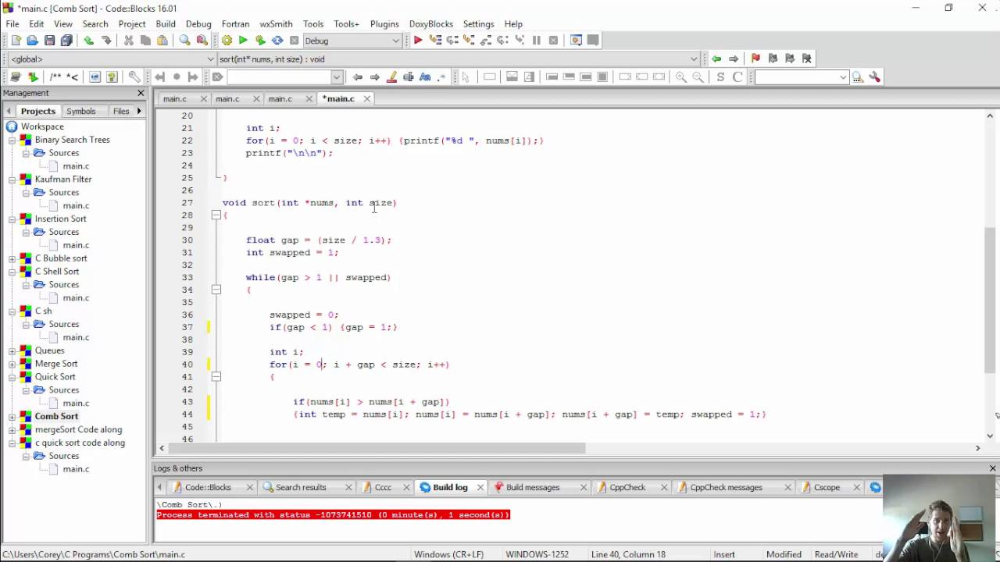 *main.c [Comb Sort] - Code::Blocks 16.01
File Edit View Search Project Build Debug Fortran wxSmith Tools Tools+ Plugins DoxyBlocks Settings Help
Debug
<global> sort(int* nums, int size) : void
/** *< S C
Management
main.c main.c main.c *main.c
Projects Symbols Files
Workspace
Binary Search Trees
Sources
main.c
Kaufman Filter
Sources
main.c
Insertion Sort
Sources
main.c
C Bubble sort
C Shell Sort
Sources
main.c
C sh
Sources
main.c
Queues
Merge Sort
Quick Sort
Sources
main.c
Comb Sort
mergeSort Code along
c quick sort code along
Sources
main.c
20
21 int i;
22 for(i = 0; i < size; i++) {printf("%d ", nums[i]);}
23 printf("\n\n");
24
25 }
26
27 void sort(int *nums, int size)
28 {
29
30 float gap = (size / 1.3);
31 int swapped = 1;
32
33 while(gap > 1 || swapped)
34 {
35
36 swapped = 0;
37 if(gap < 1) {gap = 1;}
38
39 int i;
40 for(i = 0; i + gap < size; i++)
41 {
42
43 if(nums[i] > nums[i + gap])
44 {int temp = nums[i]; nums[i] = nums[i + gap]; nums[i + gap] = temp; swapped = 1;}
45
46
Logs & others
Code::Blocks Search results Cccc Build log Build messages CppCheck CppCheck messages Cscope
\Comb Sort\.)
Process terminated with status -1073741510 (0 minute(s), 1 second(s))
C:\Users\Corey\C Programs\Comb Sort\main.c Windows (CR+LF) WINDOWS-1252 Line 40, Column 18 Insert Modified Read/Write